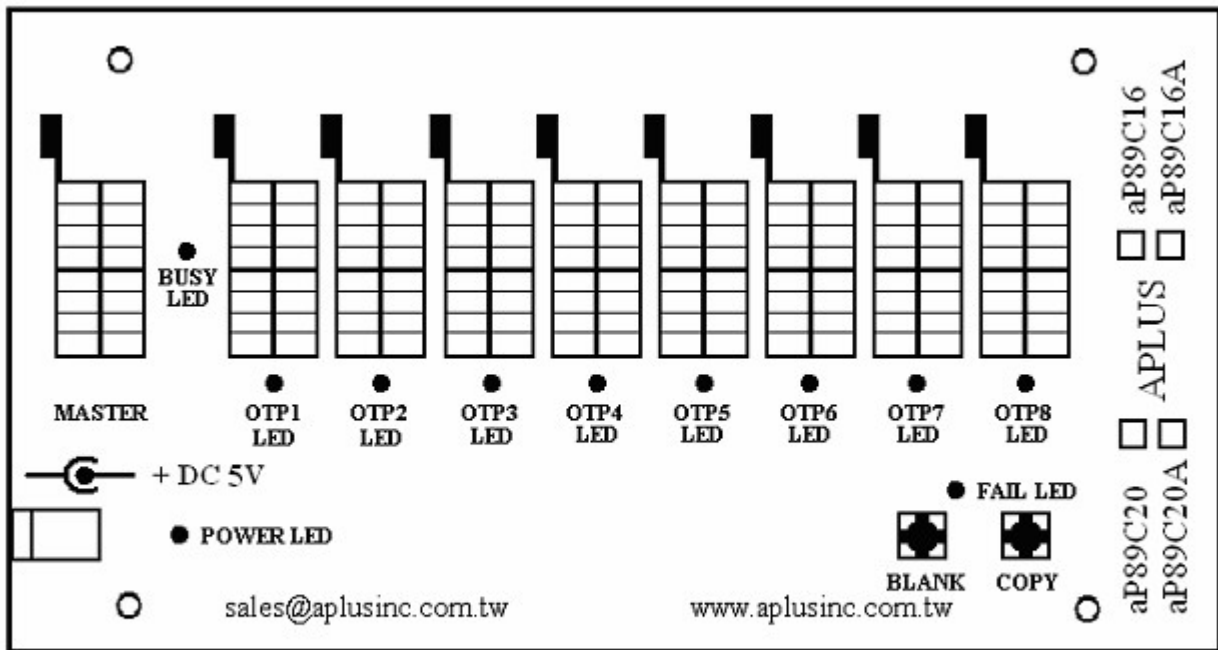 aP89C16
aP89C16A
BUSY
LED
MASTER
OTP1
LED
OTP2
LED
OTP3
LED
OTP4
LED
OTP5
LED
OTP6
LED
OTP7
LED
OTP8
LED
APLUS
+ DC 5V
POWER LED
FAIL LED
BLANK
COPY
aP89C20
aP89C20A
sales@aplusinc.com.tw
www.aplusinc.com.tw